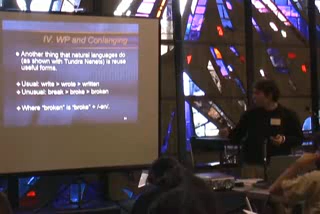 IV. WP and Conlanging
Another thing that natural languages do
(as shown with Tundra Nenets) is reuse
useful forms.
Usual: write > wrote > written
Unusual: break > broke > broken
Where "broken" is "broke" + /-en/.